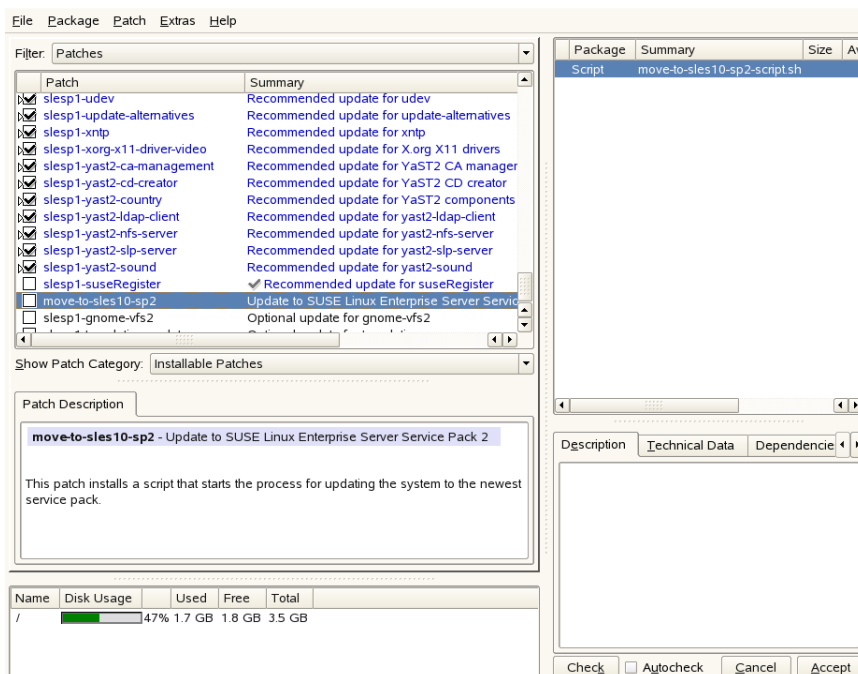 File Package Patch Extras Help
Filter: Patches
Patch Summary
slesp1-udev Recommended update for udev
slesp1-update-alternatives Recommended update for update-alternatives
slesp1-xntp Recommended update for xntp
slesp1-xorg-x11-driver-video Recommended update for X.org X11 drivers
slesp1-yast2-ca-management Recommended update for YaST2 CA manager
slesp1-yast2-cd-creator Recommended update for YaST2 CD creator
slesp1-yast2-country Recommended update for YaST2 components
slesp1-yast2-ldap-client Recommended update for yast2-ldap-client
slesp1-yast2-nfs-server Recommended update for yast2-nfs-server
slesp1-yast2-slp-server Recommended update for yast2-slp-server
slesp1-yast2-sound Recommended update for yast2-sound
slesp1-suseRegister Recommended update for suseRegister
move-to-sles10-sp2 Update to SUSE Linux Enterprise Server Servic
slesp1-gnome-vfs2 Optional update for gnome-vfs2
Show Patch Category: Installable Patches
Patch Description
move-to-sles10-sp2 - Update to SUSE Linux Enterprise Server Service Pack 2
This patch installs a script that starts the process for updating the system to the newest
service pack.
Name Disk Usage Used Free Total
/ 47% 1.7 GB 1.8 GB 3.5 GB
Package Summary Size Av
Script move-to-sles10-sp2-script.sh
Description Technical Data Dependencie
Check Autocheck Cancel Accept